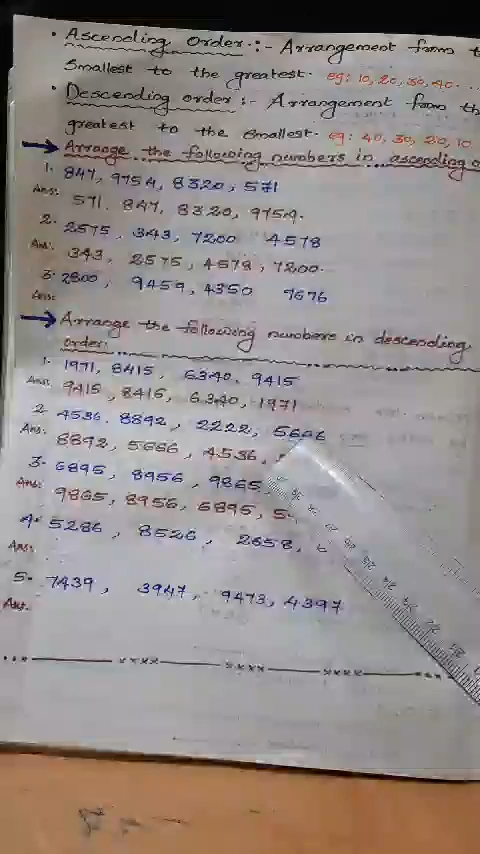 • Ascending Order :- Arrangement from
Smallest to the greatest. eg: 10, 20, 30, 40...
• Descending order :- Arrangement from
greatest to the smallest. eg: 40, 30, 20, 10
→ Arrange the following numbers in ascending
1. 847, 9754, 8320, 571
Ans: 571, 847, 8320, 9754.
2. 2575, 343, 7200 4578
Ans: 343, 2575, 4578, 7200.
3. 2800, 9459, 4350 7676
Ans:
→ Arrange the following numbers in descending
order:
1. 1971, 8415, 6340, 9415
Ans: 9415, 8415, 6340, 1971
2. 4536, 8892, 2222, 5666
Ans: 8892, 5666, 4536,
3. 6895, 8956, 9865,
Ans: 9865, 8956, 6895, 5
4. 5286, 8526, 2658,
Ans:
5. 7439, 3947, 9473, 4397
Ans.